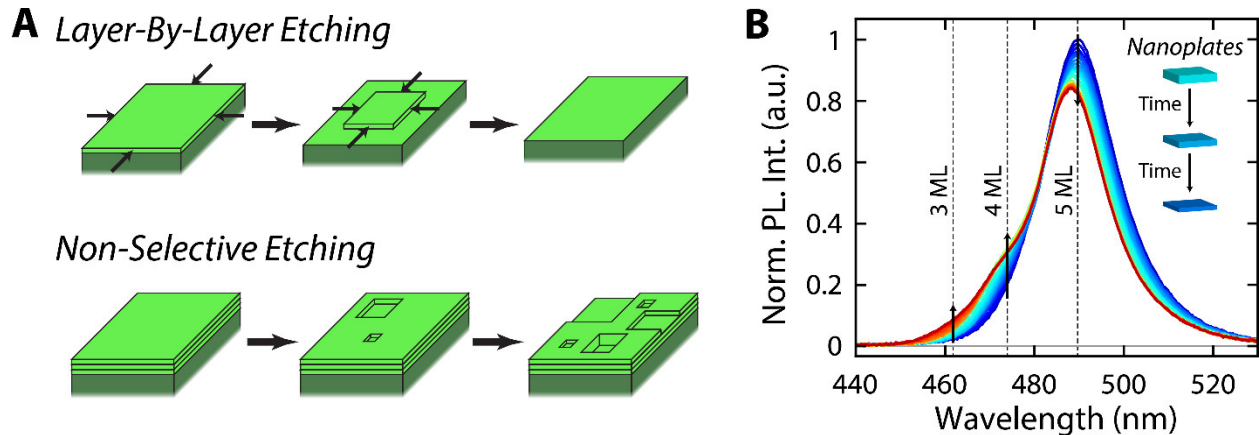 A
Layer-By-Layer Etching
Non-Selective Etching
B
Norm. PL. Int. (a.u.)
1
0.8
0.6
0.4
0.2
0
3 ML
4 ML
5 ML
Nanoplates
Time
Time
440
460
480
500
520
Wavelength (nm)